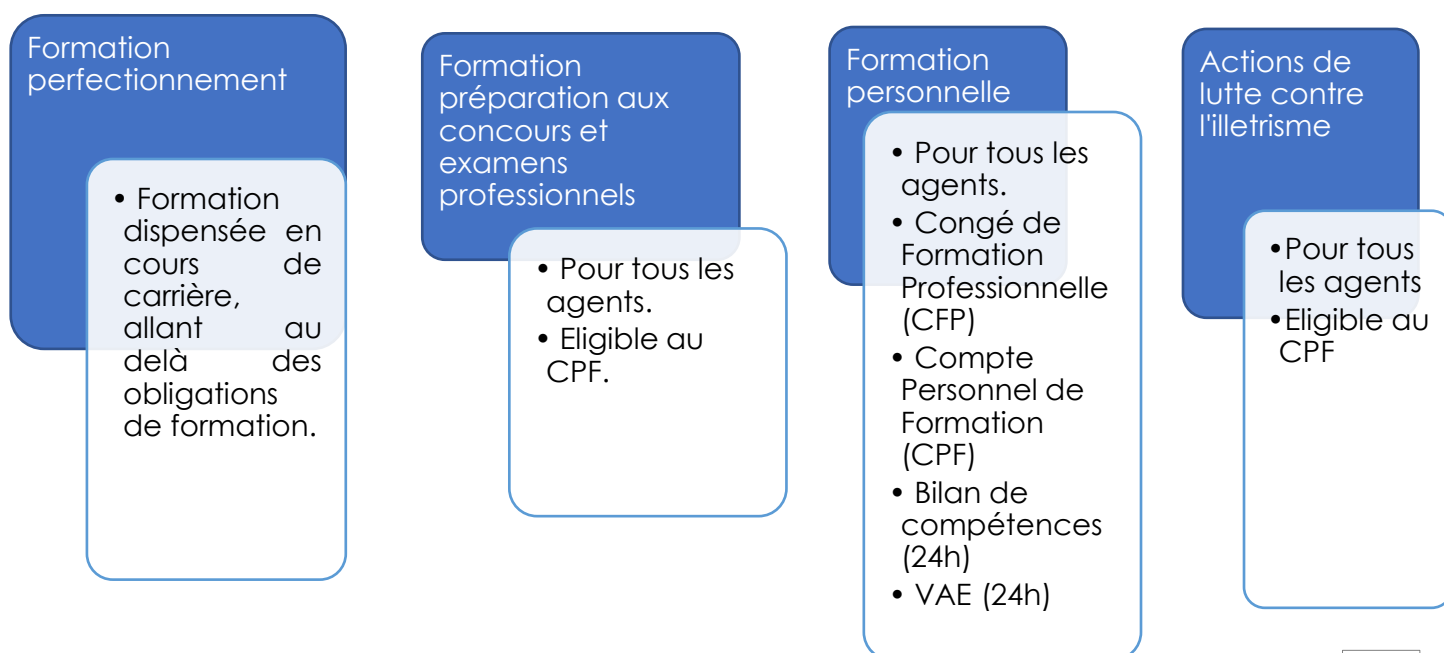 Formation
perfectionnement
• Formation
dispensée en
cours de
carrière,
allant au
delà des
obligations
de formation.
Formation
préparation aux
concours et
examens
professionnels
• Pour tous les
agents.
• Eligible au
CPF.
Formation
personnelle
• Pour tous les
agents.
• Congé de
Formation
Professionnelle
(CFP)
• Compte
Personnel de
Formation
(CPF)
• Bilan de
compétences
(24h)
• VAE (24h)
Actions de
lutte contre
l'illetrisme
•Pour tous
les agents
•Eligible au
CPF